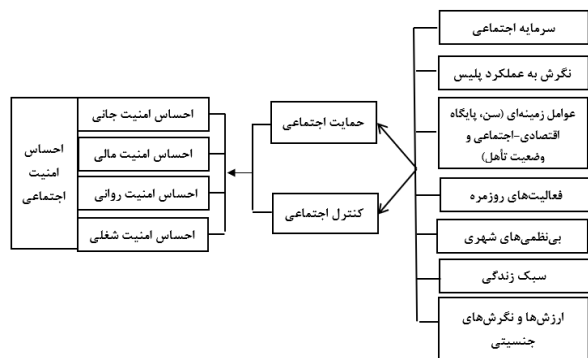 سرمایه اجتماعی
نگرش به عملکرد پلیس
عوامل زمینه‌ای (سن، پایگاه
اقتصادی-اجتماعی و
وضعیت تأهل)
فعالیت‌های روزمره
بی‌نظمی‌های شهری
سبک زندگی
ارزش‌ها و نگرش‌های
جنسیتی
حمایت اجتماعی
کنترل اجتماعی
احساس امنیت جانی
احساس امنیت مالی
احساس امنیت روانی
احساس امنیت شغلی
احساس
امنیت
اجتماعی